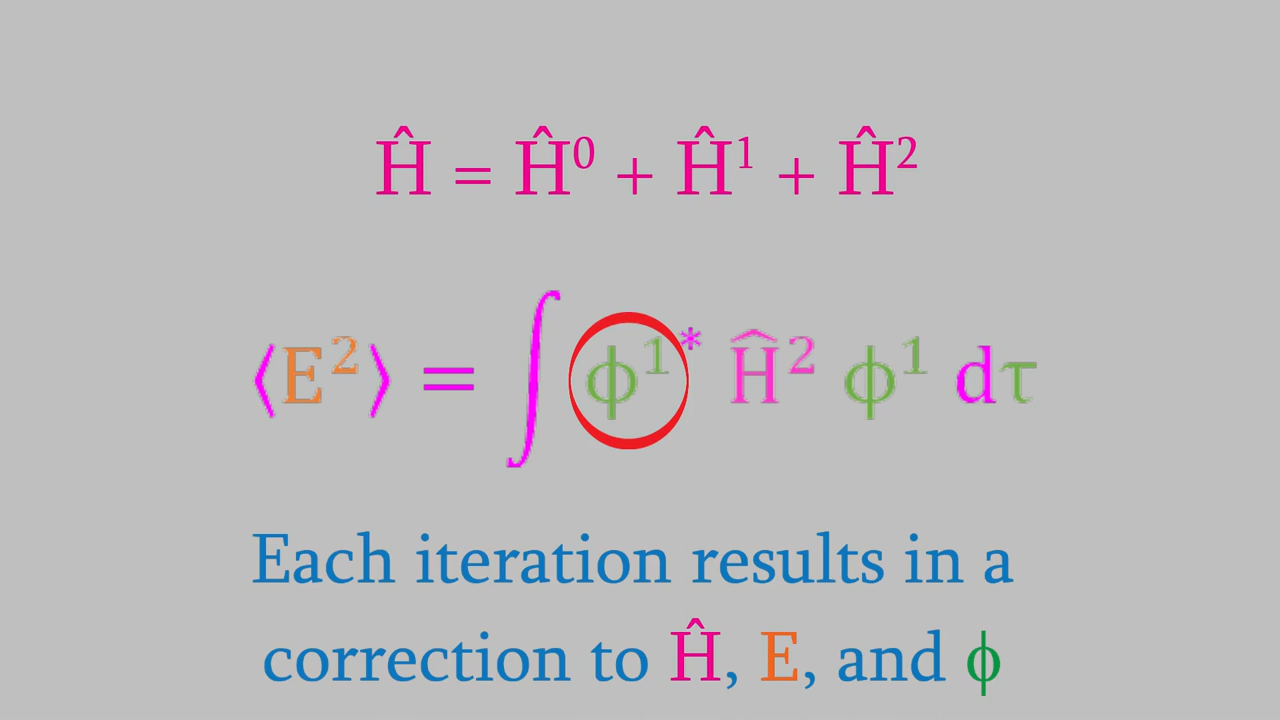 Ĥ = Ĥ⁰ + Ĥ¹ + Ĥ²
⟨E²⟩ = ∫ ϕ¹* Ĥ² ϕ¹ dτ
Each iteration results in a
correction to Ĥ, E, and ϕ